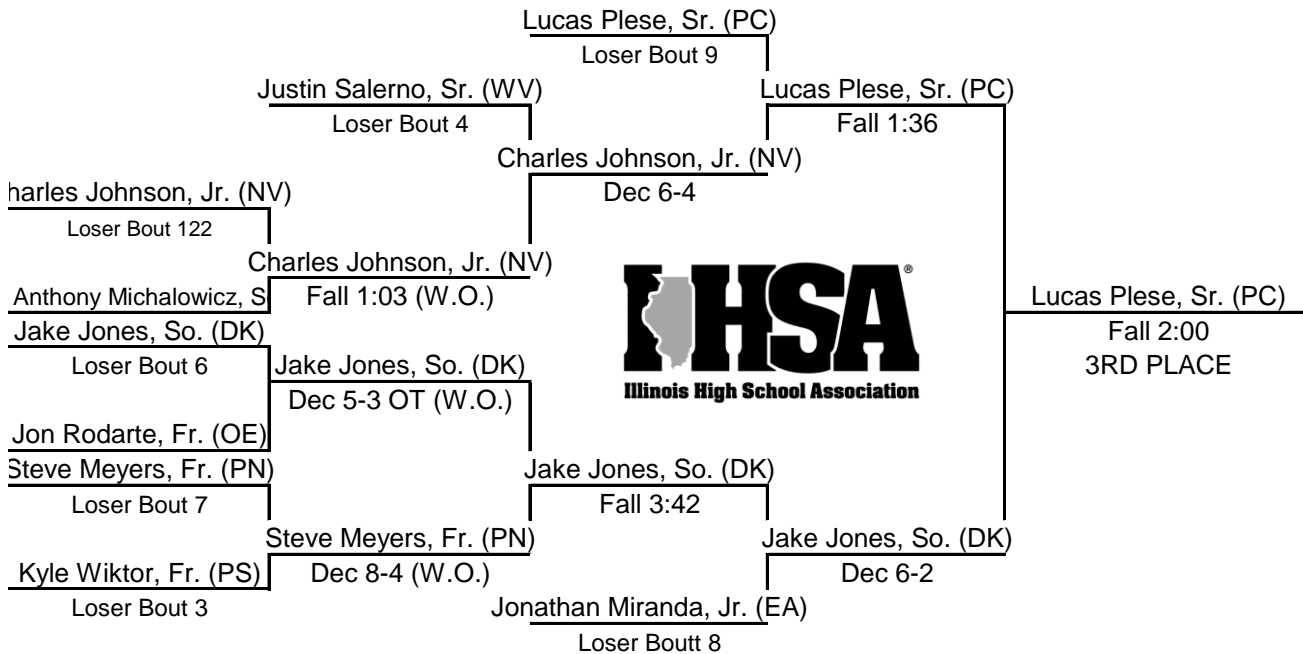 Lucas Plese, Sr. (PC)
Loser Bout 9
Justin Salerno, Sr. (WV)
Loser Bout 4
Lucas Plese, Sr. (PC)
Fall 1:36
Charles Johnson, Jr. (NV)
Dec 6-4
harles Johnson, Jr. (NV)
Loser Bout 122
Charles Johnson, Jr. (NV)
Fall 1:03 (W.O.)
Anthony Michalowicz, S
IHSA®
Illinois High School Association
Lucas Plese, Sr. (PC)
Fall 2:00
3RD PLACE
Jake Jones, So. (DK)
Loser Bout 6
Jake Jones, So. (DK)
Dec 5-3 OT (W.O.)
Jon Rodarte, Fr. (OE)
Steve Meyers, Fr. (PN)
Loser Bout 7
Jake Jones, So. (DK)
Fall 3:42
Steve Meyers, Fr. (PN)
Dec 8-4 (W.O.)
Jake Jones, So. (DK)
Dec 6-2
Kyle Wiktor, Fr. (PS)
Loser Bout 3
Jonathan Miranda, Jr. (EA)
Loser Boutt 8